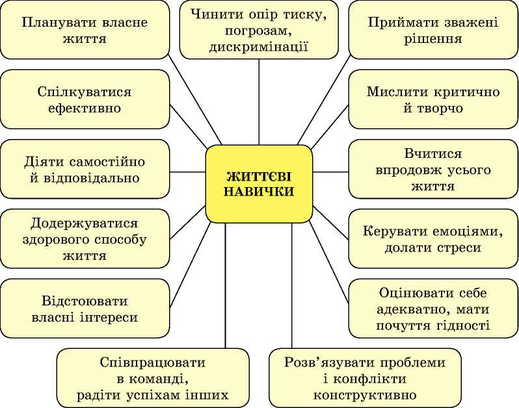 Планувати власне
життя
Чинити опір тиску,
погрозам,
дискримінації
Приймати зважені
рішення
Спілкуватися
ефективно
Мислити критично
й творчо
Діяти самостійно
й відповідально
ЖИТТЄВІ
НАВИЧКИ
Вчитися
впродовж усього
життя
Додержуватися
здорового способу
життя
Керувати емоціями,
долати стреси
Відстоювати
власні інтереси
Оцінювати себе
адекватно, мати
почуття гідності
Співпрацювати
в команді,
радіти успіхам інших
Розв’язувати проблеми
і конфлікти
конструктивно